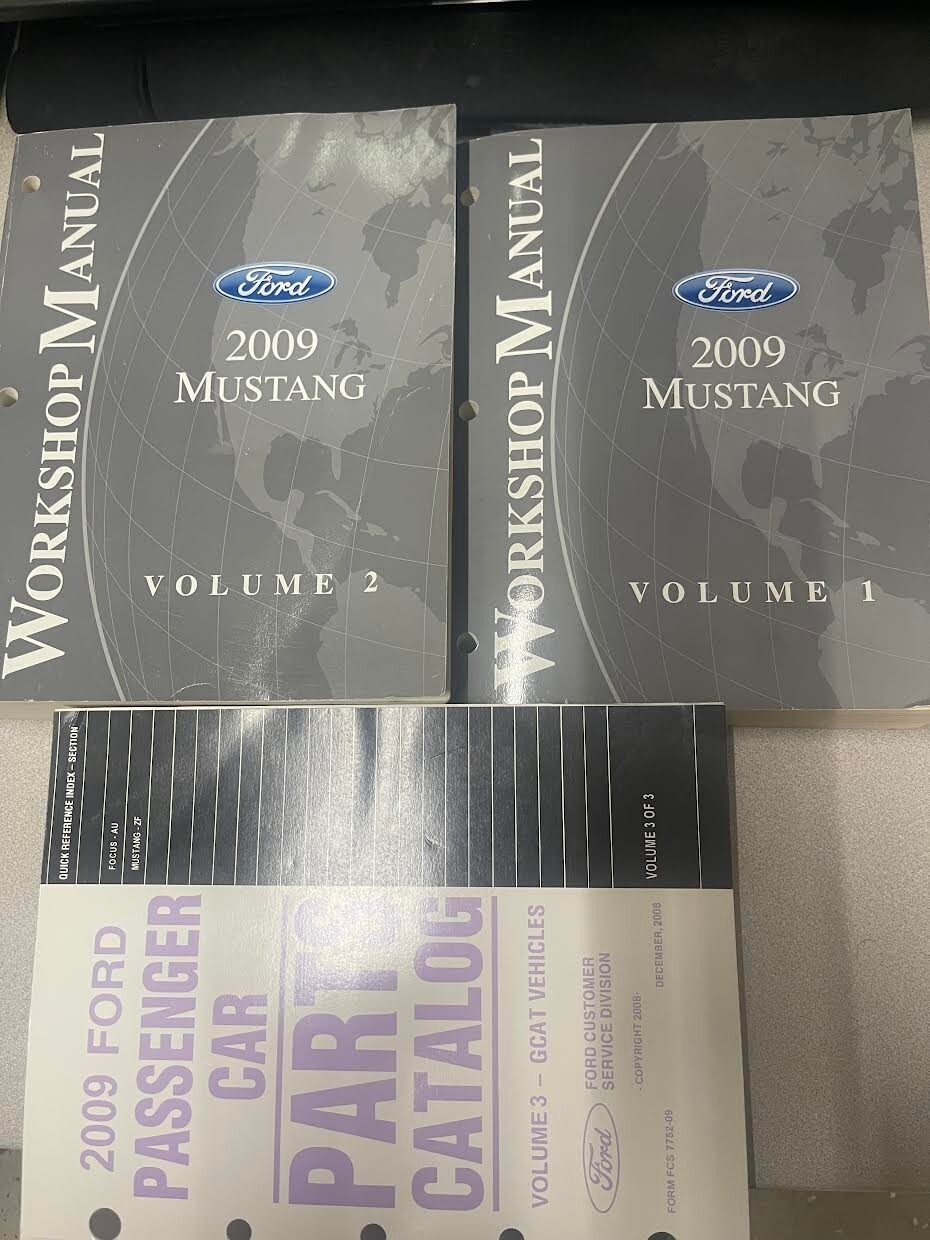 WORKSHOP MANUAL
Ford
2009
MUSTANG
VOLUME 2
WORKSHOP MANUAL
Ford
2009
MUSTANG
VOLUME 1
QUICK REFERENCE INDEX – SECTION
FOCUS - AU
MUSTANG - ZF
VOLUME 3 OF 3
2009 FORD
PASSENGER
CAR
PARTS
CATALOG
VOLUME 3 – GCAT VEHICLES
Ford
FORD CUSTOMER
SERVICE DIVISION
- COPYRIGHT 2008-
FORM FCS 7752-09
DECEMBER, 2008